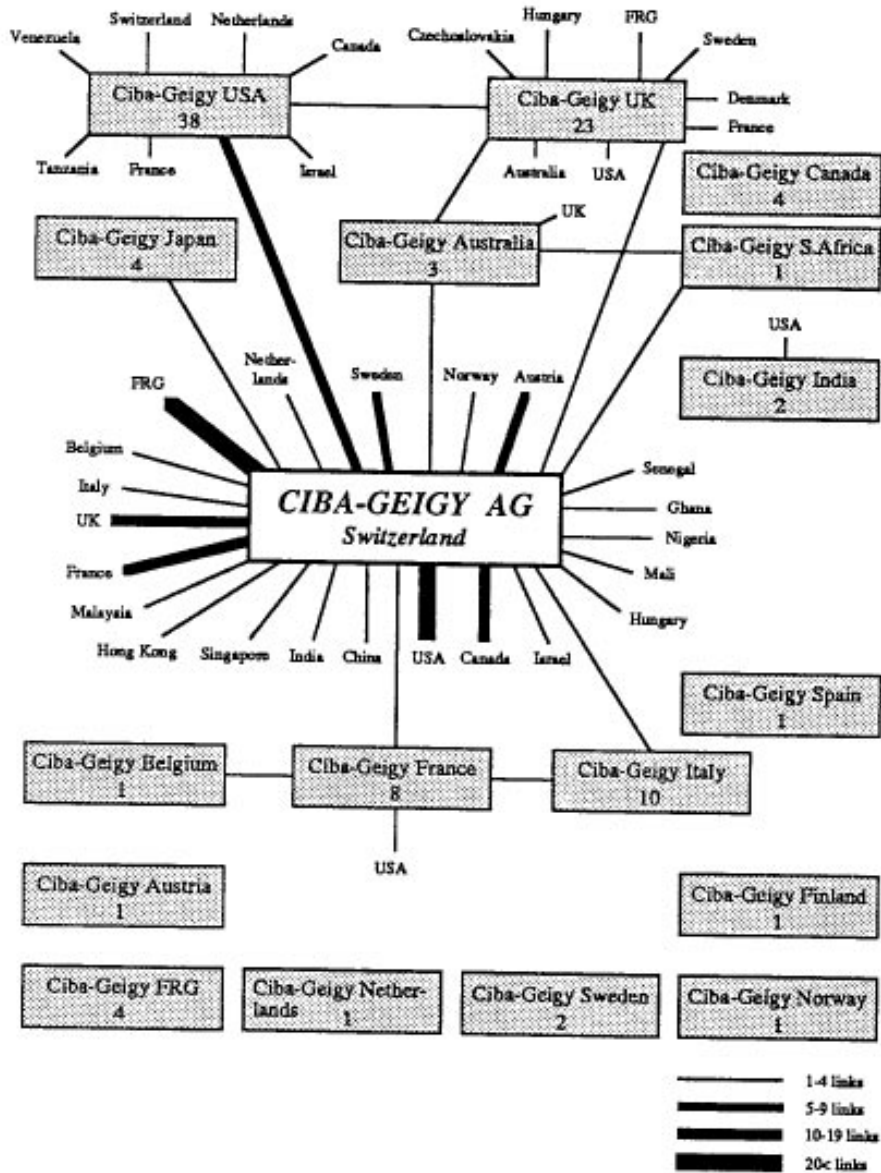 Hungary
FRG
Switzerland
Netherlands
Venezuela
Canada
Czechoslovakia
Sweden
Ciba-Geigy USA
38
Ciba-Geigy UK
23
Denmark
France
Tanzania
France
Israel
Australia
USA
Ciba-Geigy Canada
4
UK
Ciba-Geigy Japan
4
Ciba-Geigy Australia
3
Ciba-Geigy S.Africa
1
USA
Ciba-Geigy India
2
Nether-
lands
Sweden
Norway
Austria
FRG
Belgium
Italy
UK
France
Malaysia
Hong Kong
Singapore
India
China
USA
Canada
Israel
CIBA-GEIGY AG
Switzerland
Senegal
Ghana
Nigeria
Mali
Hungary
Ciba-Geigy Spain
1
Ciba-Geigy Belgium
1
Ciba-Geigy France
8
Ciba-Geigy Italy
10
USA
Ciba-Geigy Austria
1
Ciba-Geigy Finland
1
Ciba-Geigy FRG
4
Ciba-Geigy Nether-
lands 1
Ciba-Geigy Sweden
2
Ciba-Geigy Norway
1
1-4 links
5-9 links
10-19 links
20< links